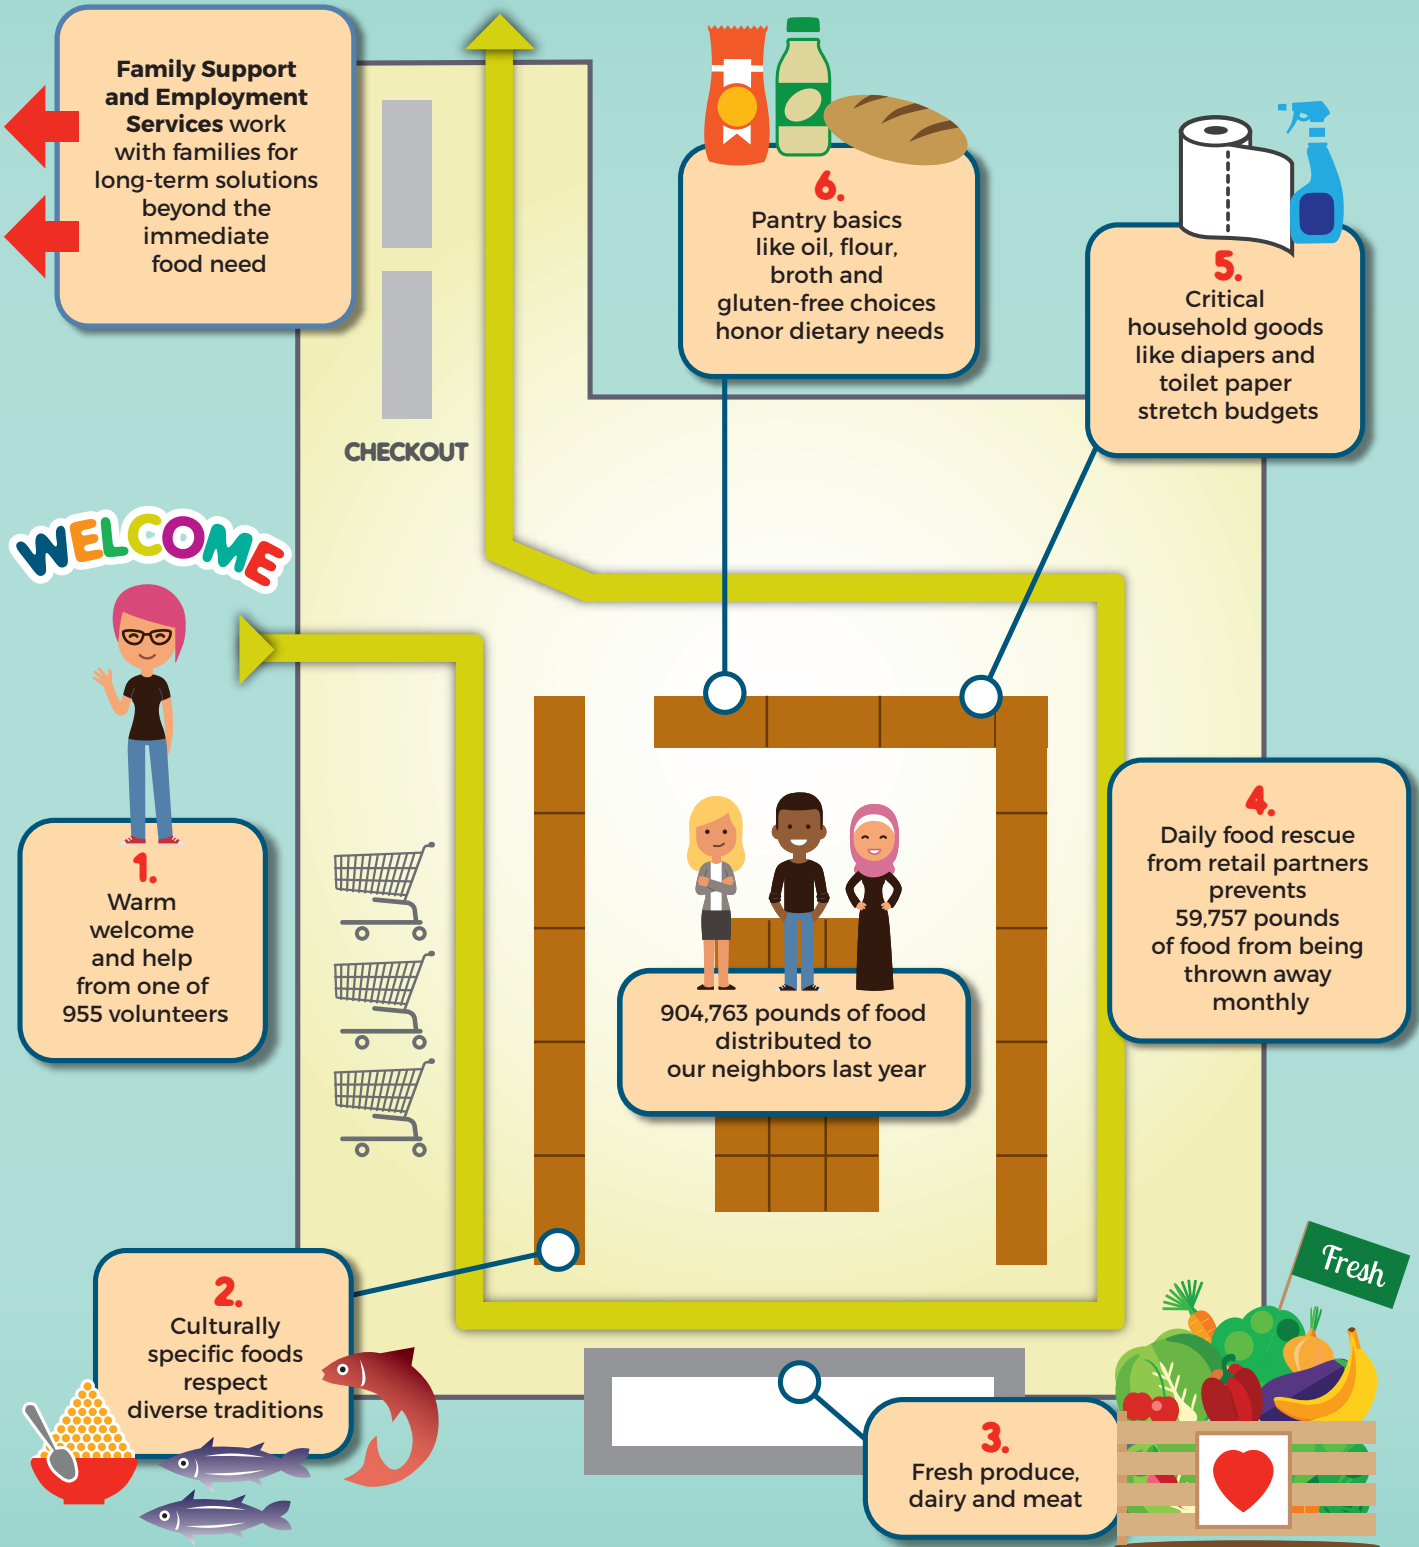 Family Support
and Employment
Services work
with families for
long-term solutions
beyond the
immediate
food need
CHECKOUT
WELCOME
1.
Warm
welcome
and help
from one of
955 volunteers
2.
Culturally
specific foods
respect
diverse traditions
3.
Fresh produce,
dairy and meat
Fresh
4.
Daily food rescue
from retail partners
prevents
59,757 pounds
of food from being
thrown away
monthly
5.
Critical
household goods
like diapers and
toilet paper
stretch budgets
6.
Pantry basics
like oil, flour,
broth and
gluten-free choices
honor dietary needs
904,763 pounds of food
distributed to
our neighbors last year